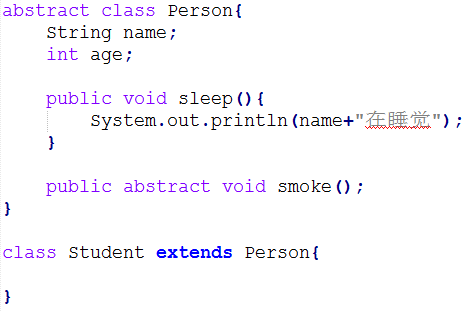 abstract class Person{
    String name;
    int age;
    public void sleep(){
        System.out.println(name+"在睡觉");
    }
    public abstract void smoke();
}
class Student extends Person{
}